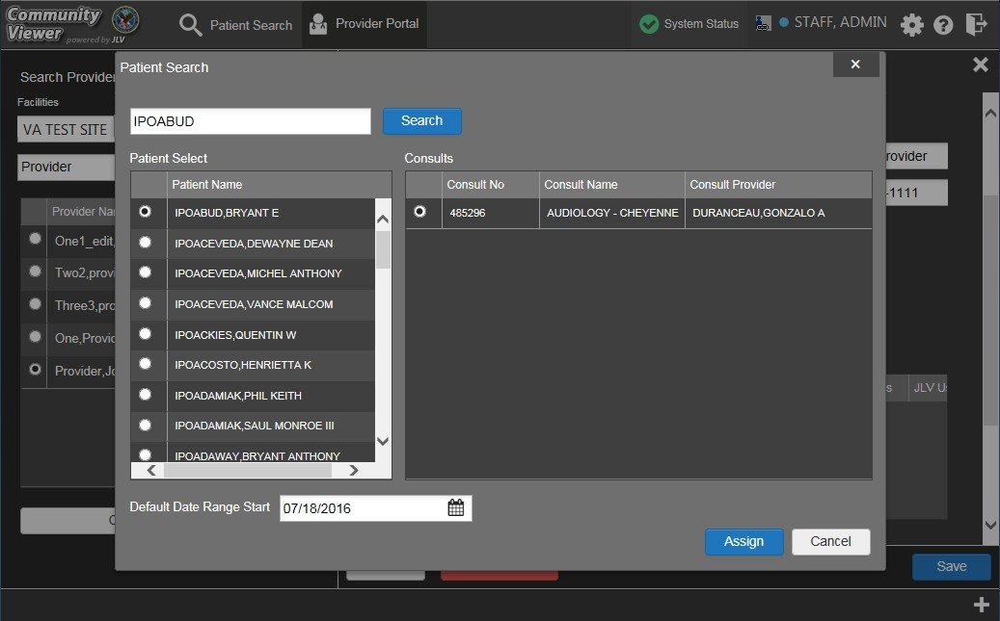 Community
Viewer powered by JLV
Patient Search
Provider Portal
System Status
STAFF, ADMIN
Search Provider
Facilities
VA TEST SITE
Provider
Provider Na
One1_edit,
Two2,provi
Three3,pro
One,Provid
Provider,Jo
C
Patient Search
IPOABUD
Search
Patient Select
Patient Name
IPOABUD,BRYANT E
IPOACEVEDA,DEWAYNE DEAN
IPOACEVEDA,MICHEL ANTHONY
IPOACEVEDA,VANCE MALCOM
IPOACKIES,QUENTIN W
IPOACOSTO,HENRIETTA K
IPOADAMIAK,PHIL KEITH
IPOADAMIAK,SAUL MONROE III
IPOADAWAY,BRYANT ANTHONY
Consults
Consult No Consult Name Consult Provider
485296 AUDIOLOGY - CHEYENNE DURANCEAU,GONZALO A
Default Date Range Start 07/18/2016
Assign Cancel
rovider
-1111
s JLV Us
Save